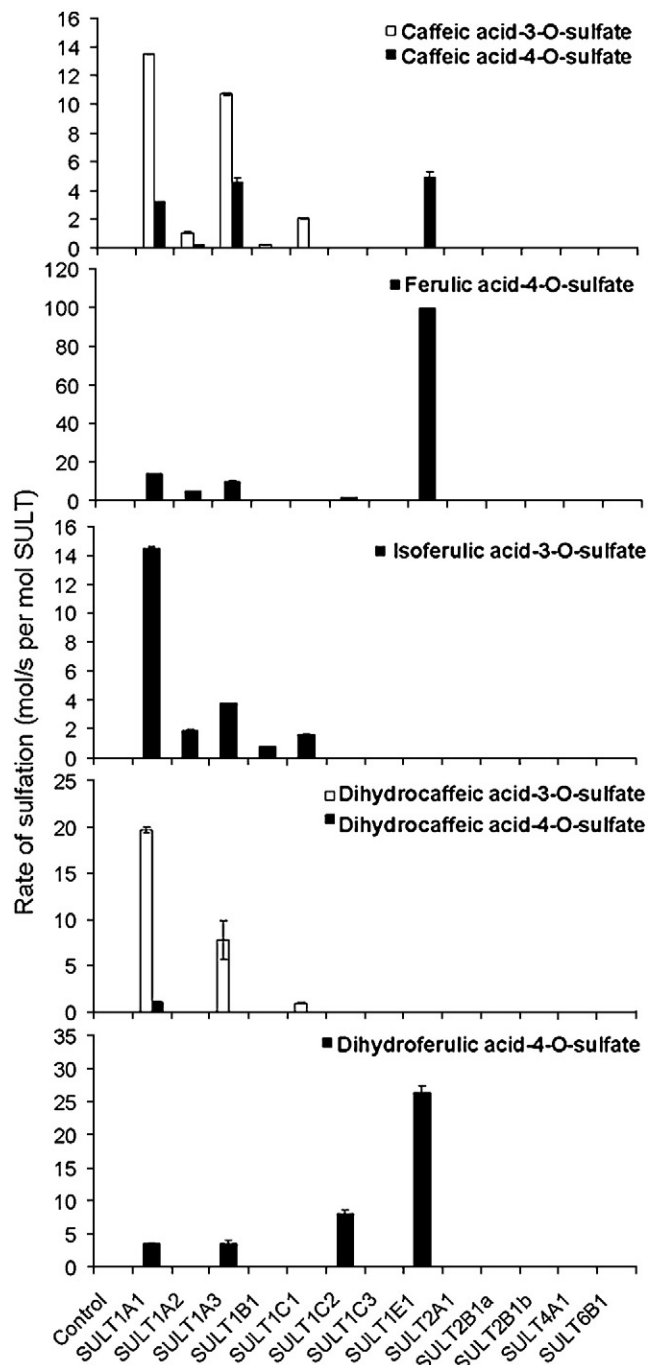 Rate of sulfation (mol/s per mol SULT)
16
14
12
10
8
6
4
2
0
Caffeic acid-3-O-sulfate
Caffeic acid-4-O-sulfate
120
100
80
60
40
20
0
Ferulic acid-4-O-sulfate
16
14
12
10
8
6
4
2
0
Isoferulic acid-3-O-sulfate
25
20
15
10
5
0
Dihydrocaffeic acid-3-O-sulfate
Dihydrocaffeic acid-4-O-sulfate
35
30
25
20
15
10
5
0
Dihydroferulic acid-4-O-sulfate
Control
SULT1A1
SULT1A2
SULT1A3
SULT1B1
SULT1C1
SULT1C2
SULT1C3
SULT1E1
SULT2A1
SULT2B1a
SULT2B1b
SULT4A1
SULT6B1